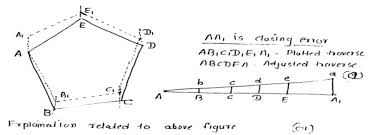 E₁
A₁
E
D₁
A
D
B₁
C₁
B
C
AA₁ is closing error
AB₁C₁D₁E₁A₁ - Plotted traverse
ABCDEA - Adjusted traverse
a
b c d e
A B C D E A₁
Explanation related to above figure